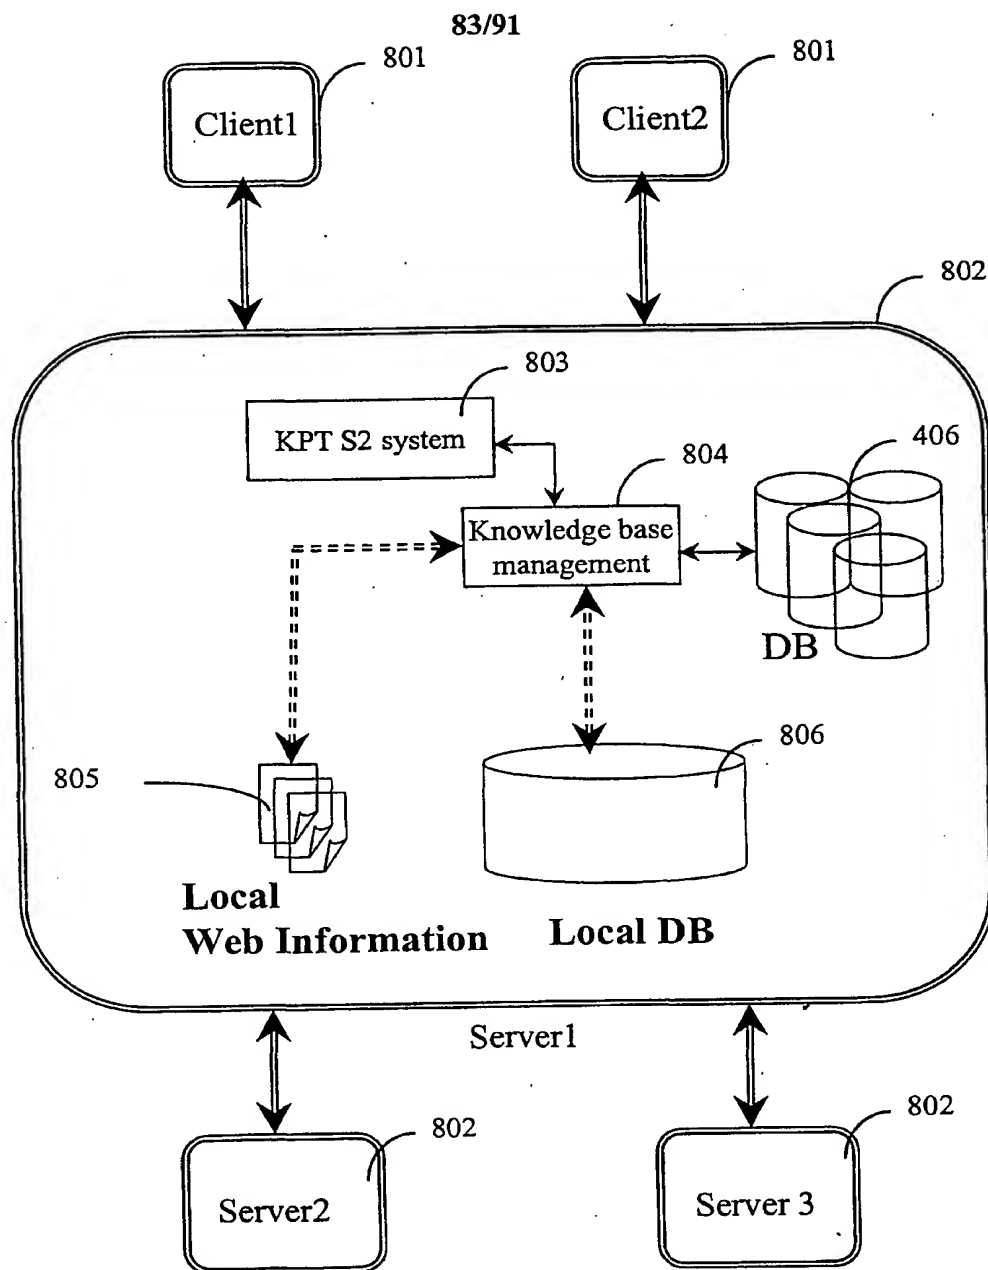 83/91
801
801
Client1
Client2
802
803
KPT S2 system
804
406
Knowledge base
management
DB
805
806
Local
Web Information
Local DB
Server1
802
802
Server2
Server 3